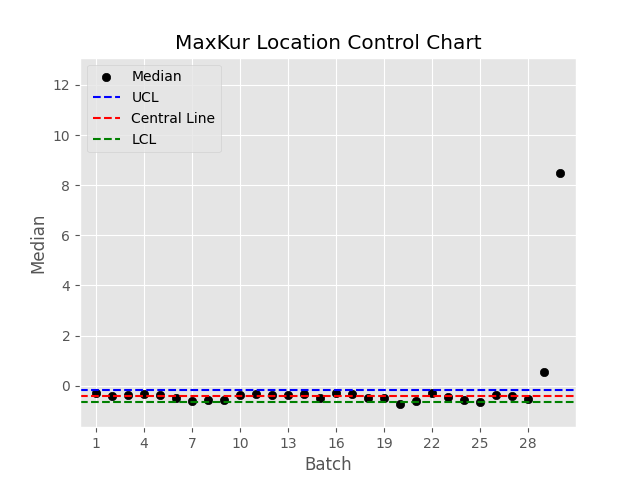 MaxKur Location Control Chart
Median
UCL
Central Line
LCL
12
10
8
6
4
2
0
Median
1 4 7 10 13 16 19 22 25 28
Batch